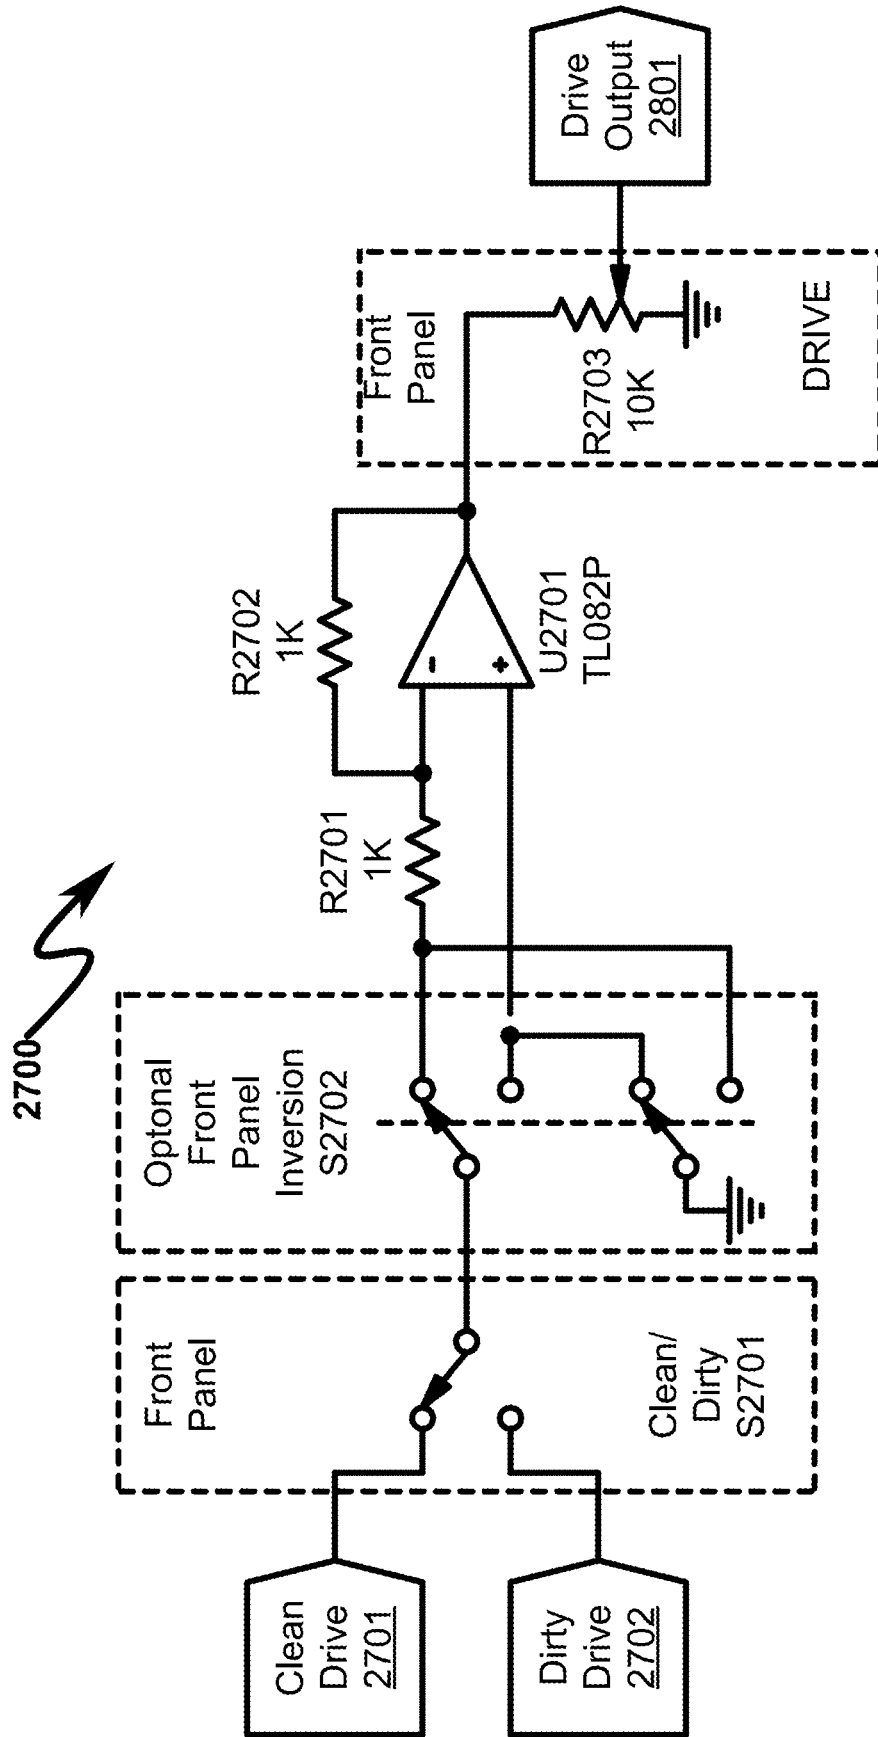 2700
Clean
Drive
2701
Dirty
Drive
2702
Front
Panel
Clean/
Dirty
S2701
Optonal
Front
Panel
Inversion
S2702
R2701
1K
R2702
1K
-
+
U2701
TL082P
Front
Panel
R2703
10K
DRIVE
Drive
Output
2801